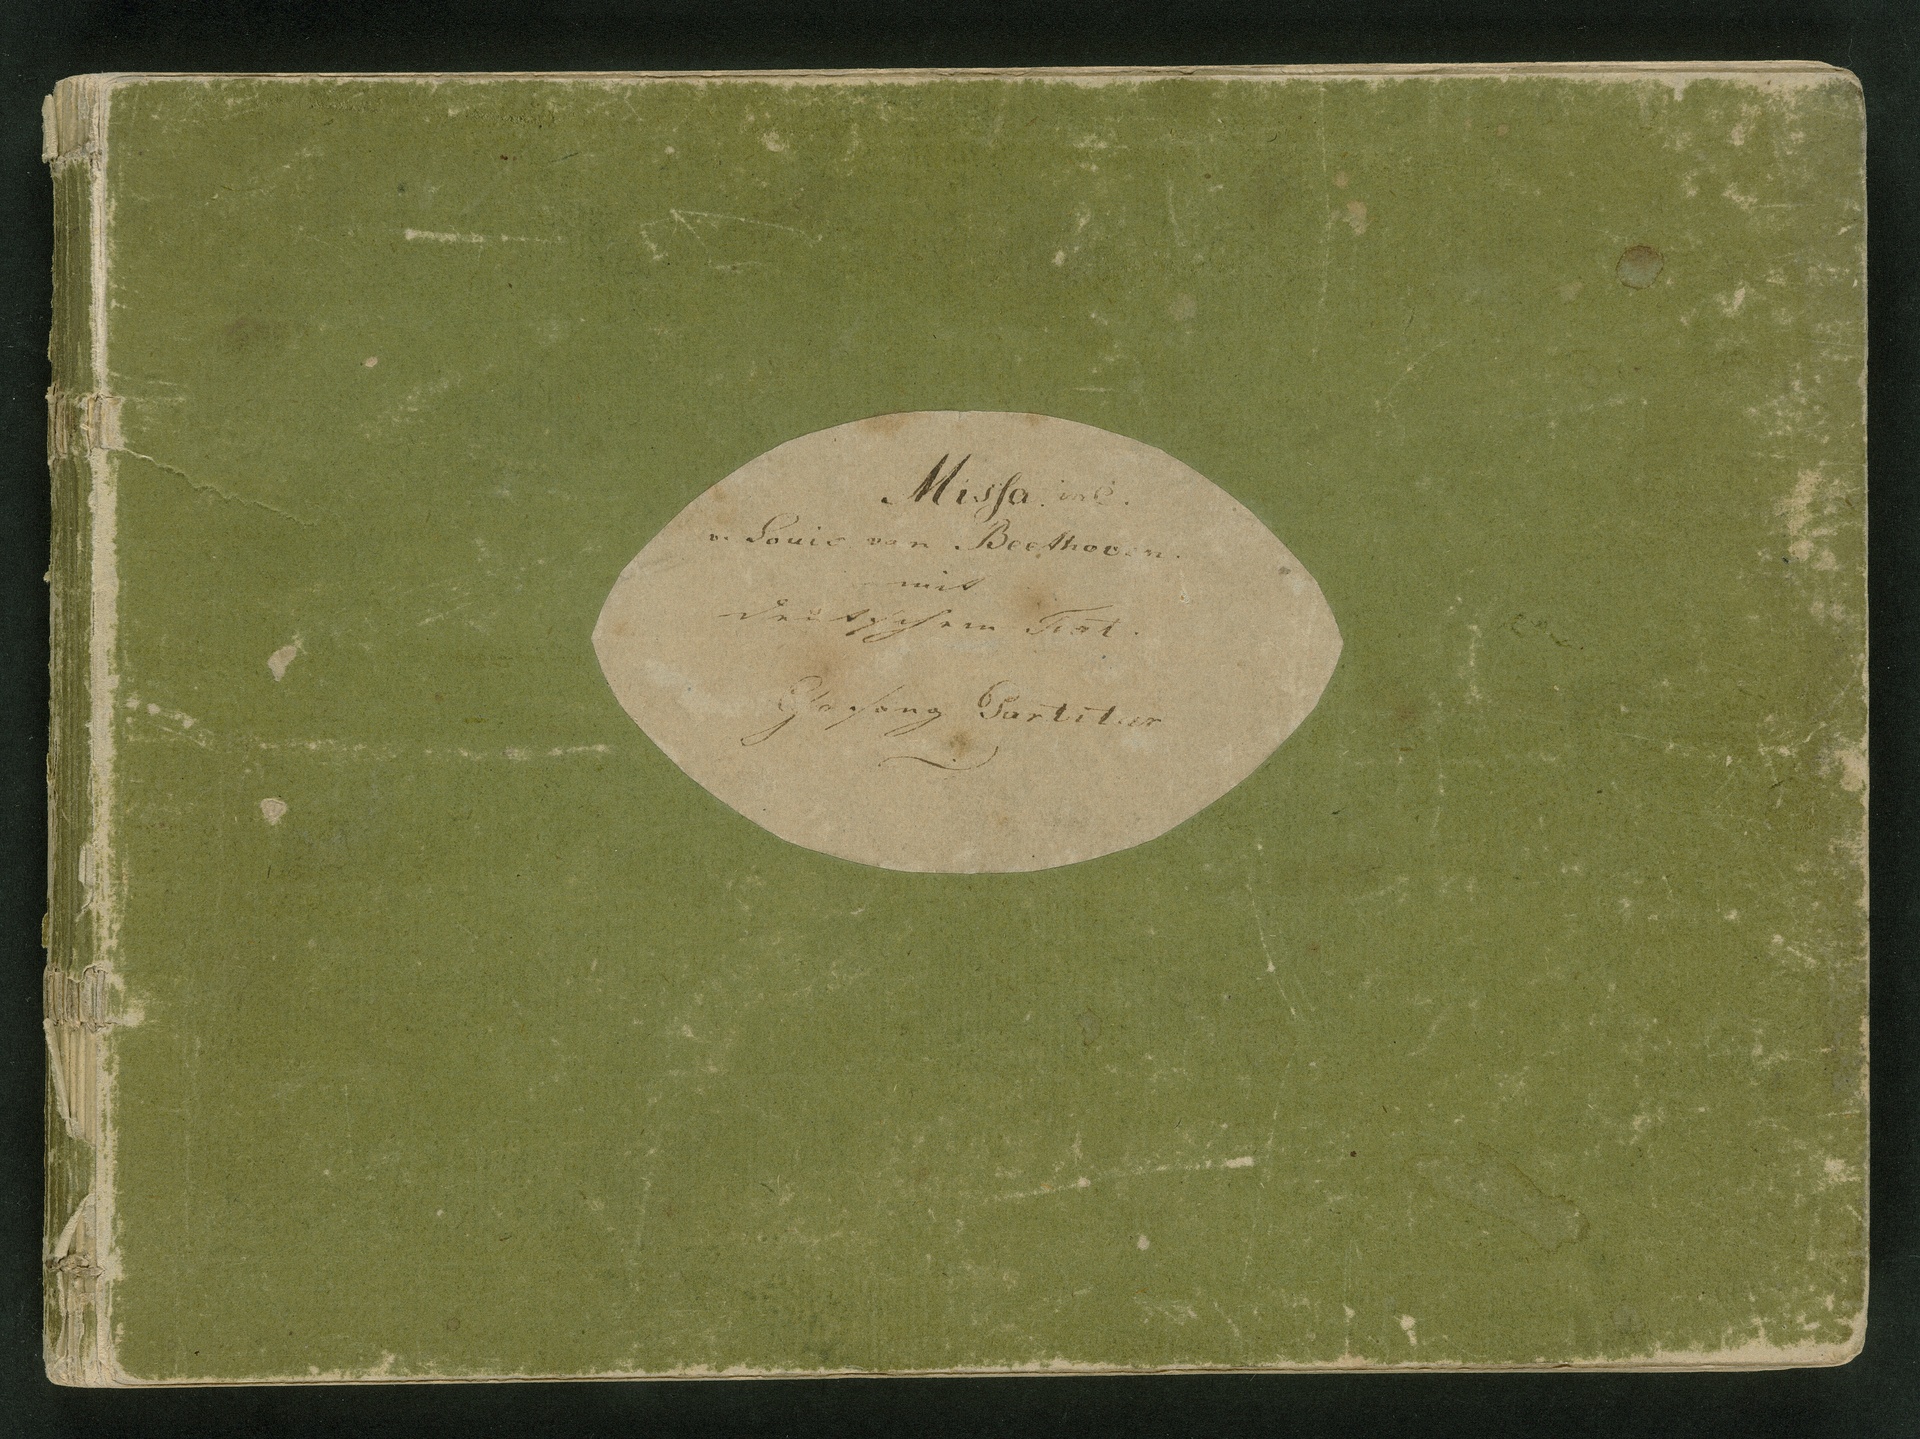 Missa in C.
v. Louis van Beethoven.
mit
deutschem Text.
Gesang Partitur